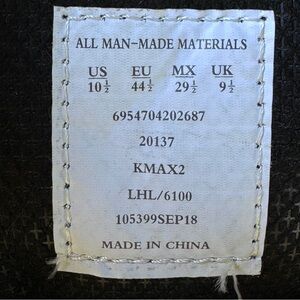 ALL MAN-MADE MATERIALS
US EU MX UK
10½ 44½ 29½ 9½
6954704202687
20137
KMAX2
LHL/6100
105399SEP18
MADE IN CHINA